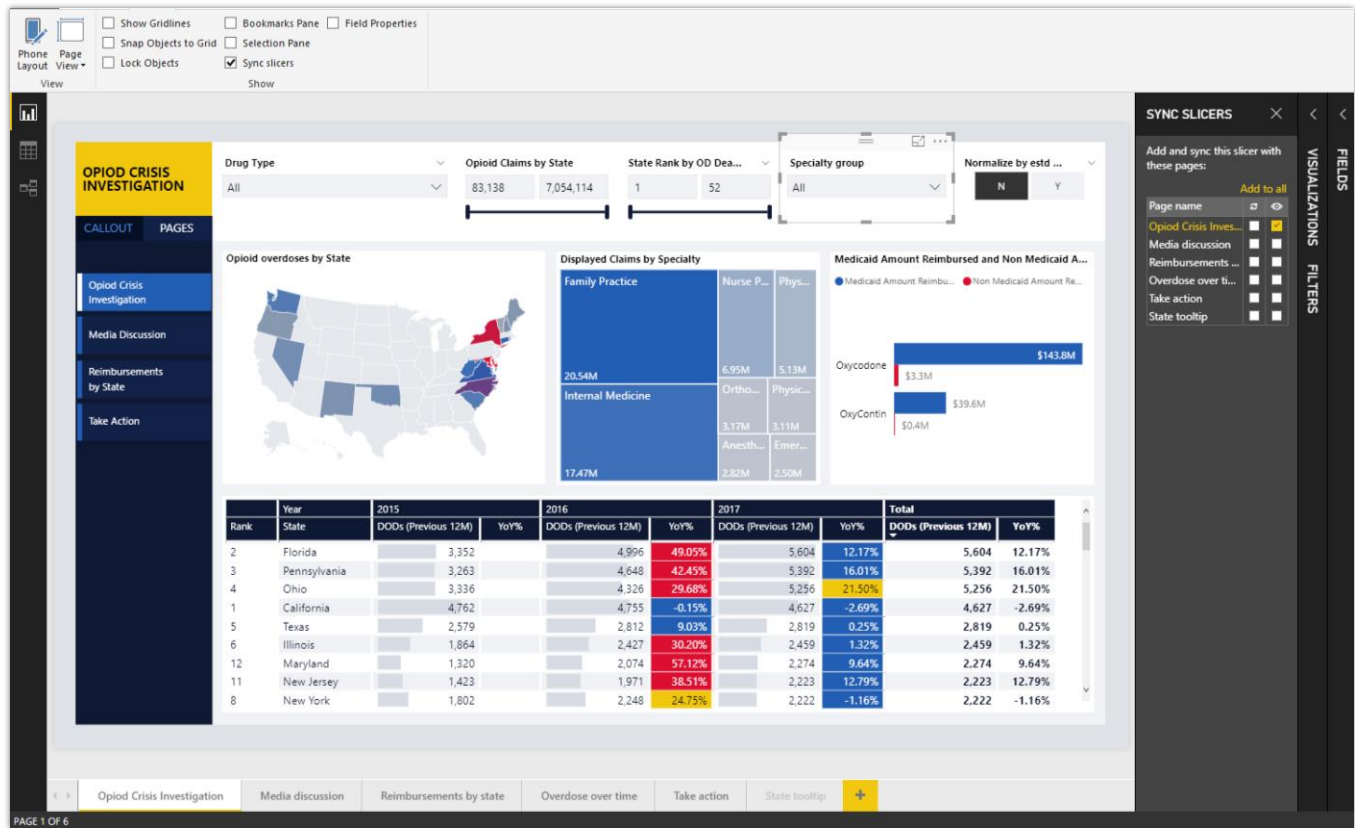 Show Gridlines
Bookmarks Pane
Field Properties
Snap Objects to Grid
Selection Pane
Lock Objects
Sync slicers
Phone Layout
Page View
View
Show
OPIOD CRISIS
INVESTIGATION
CALLOUT PAGES
Opiod Crisis
Investigation
Media Discussion
Reimbursements
by State
Take Action
Drug Type
All
Opioid Claims by State
83,138 7,054,114
State Rank by OD Dea...
1 52
Specialty group
All
Normalize by estd ...
N Y
Opioid overdoses by State
Displayed Claims by Specialty
Family Practice
20.54M
Internal Medicine
17.47M
Nurse P...
6.95M
Phys...
5.13M
Ortho...
3.17M
Physic...
3.11M
Anesth...
2.82M
Emer...
2.50M
Medicaid Amount Reimbursed and Non Medicaid A...
Medicaid Amount Reimbu... Non Medicaid Amount Re...
Oxycodone
$143.8M
$3.3M
OxyContin
$39.6M
$0.4M
Year 2015 2016 2017 Total
Rank State DODs (Previous 12M) YoY% DODs (Previous 12M) YoY% DODs (Previous 12M) YoY% DODs (Previous 12M) YoY%
2 Florida 3,352 4,996 49.05% 5,604 12.17% 5,604 12.17%
3 Pennsylvania 3,263 4,648 42.45% 5,392 16.01% 5,392 16.01%
4 Ohio 3,336 4,326 29.68% 5,256 21.50% 5,256 21.50%
1 California 4,762 4,755 -0.15% 4,627 -2.69% 4,627 -2.69%
5 Texas 2,579 2,812 9.03% 2,819 0.25% 2,819 0.25%
6 Illinois 1,864 2,427 30.20% 2,459 1.32% 2,459 1.32%
12 Maryland 1,320 2,074 57.12% 2,274 9.64% 2,274 9.64%
11 New Jersey 1,423 1,971 38.51% 2,223 12.79% 2,223 12.79%
8 New York 1,802 2,248 24.75% 2,222 -1.16% 2,222 -1.16%
SYNC SLICERS
Add and sync this slicer with
these pages:
Add to all
Page name
Opiod Crisis Inves...
Media discussion
Reimbursements ...
Overdose over ti...
Take action
State tooltip
VISUALIZATIONS
FILTERS
FIELDS
Opiod Crisis Investigation Media discussion Reimbursements by state Overdose over time Take action State tooltip +
PAGE 1 OF 6